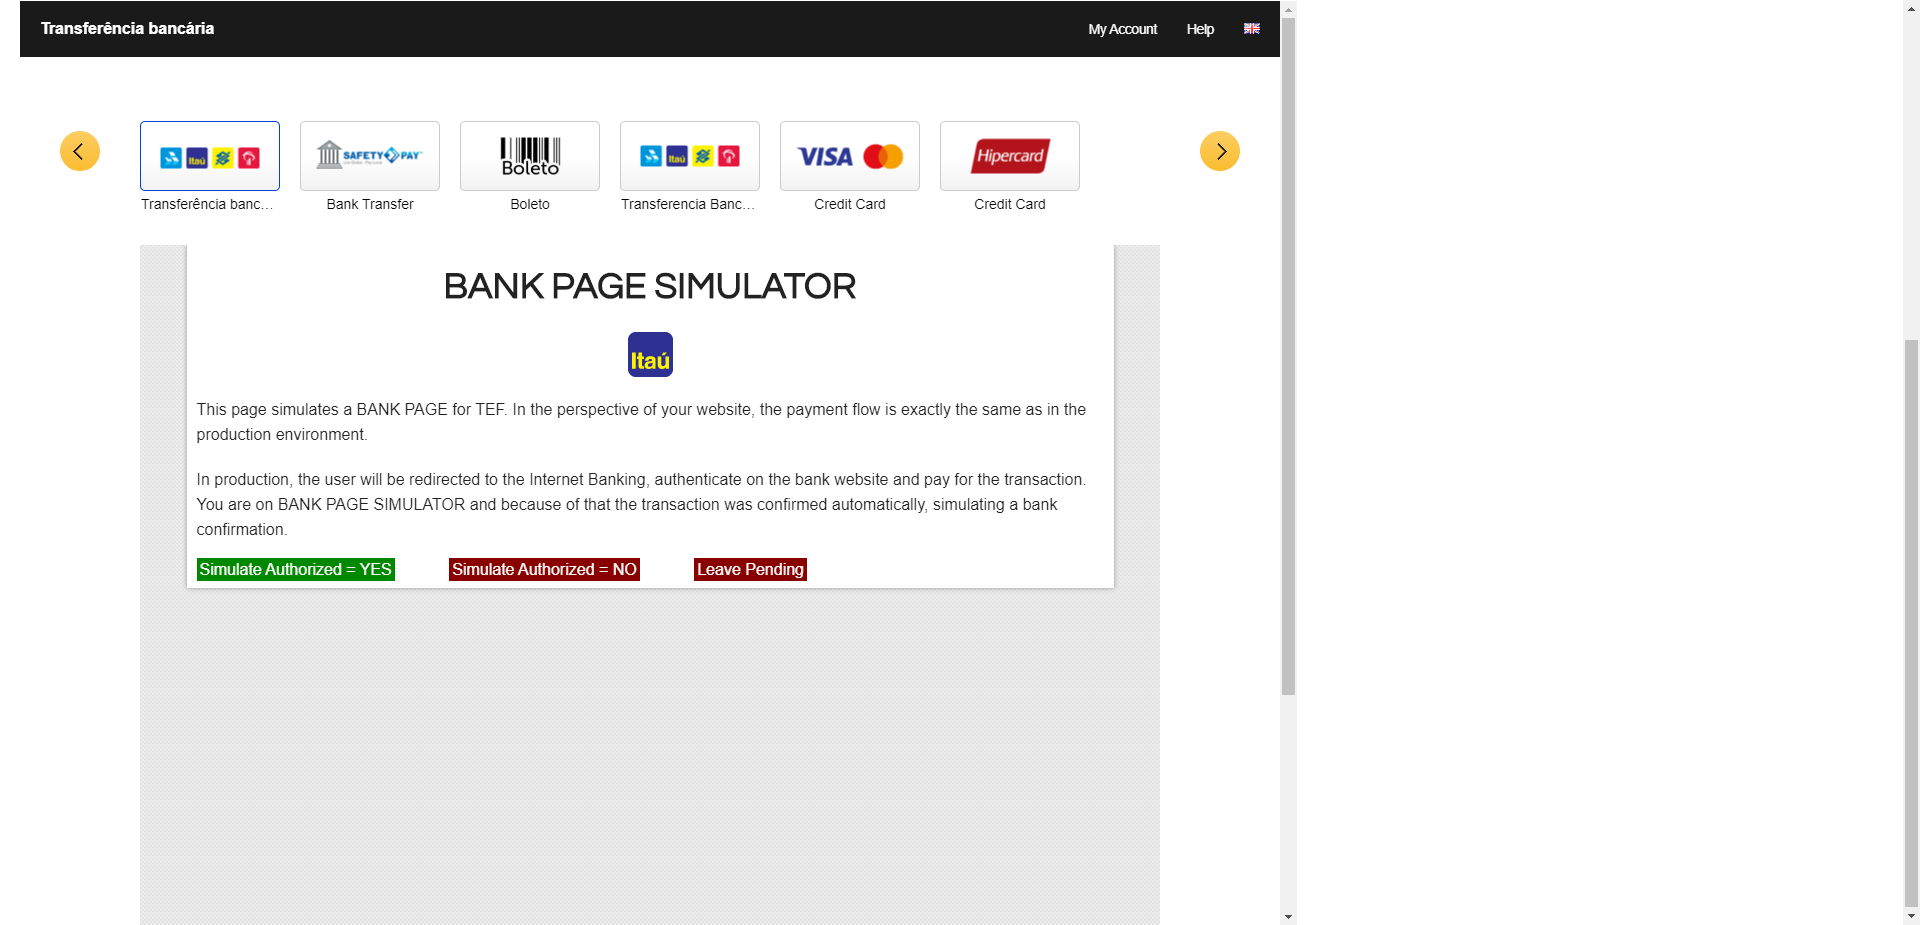 Transferência bancária
My Account Help
Itaú
SAFETY PAY
Boleto
Itaú
VISA
Hipercard
Transferência banc...
Bank Transfer
Boleto
Transferencia Banc...
Credit Card
Credit Card
BANK PAGE SIMULATOR
Itaú
This page simulates a BANK PAGE for TEF. In the perspective of your website, the payment flow is exactly the same as in the
production environment.
In production, the user will be redirected to the Internet Banking, authenticate on the bank website and pay for the transaction.
You are on BANK PAGE SIMULATOR and because of that the transaction was confirmed automatically, simulating a bank
confirmation.
Simulate Authorized = YES
Simulate Authorized = NO
Leave Pending